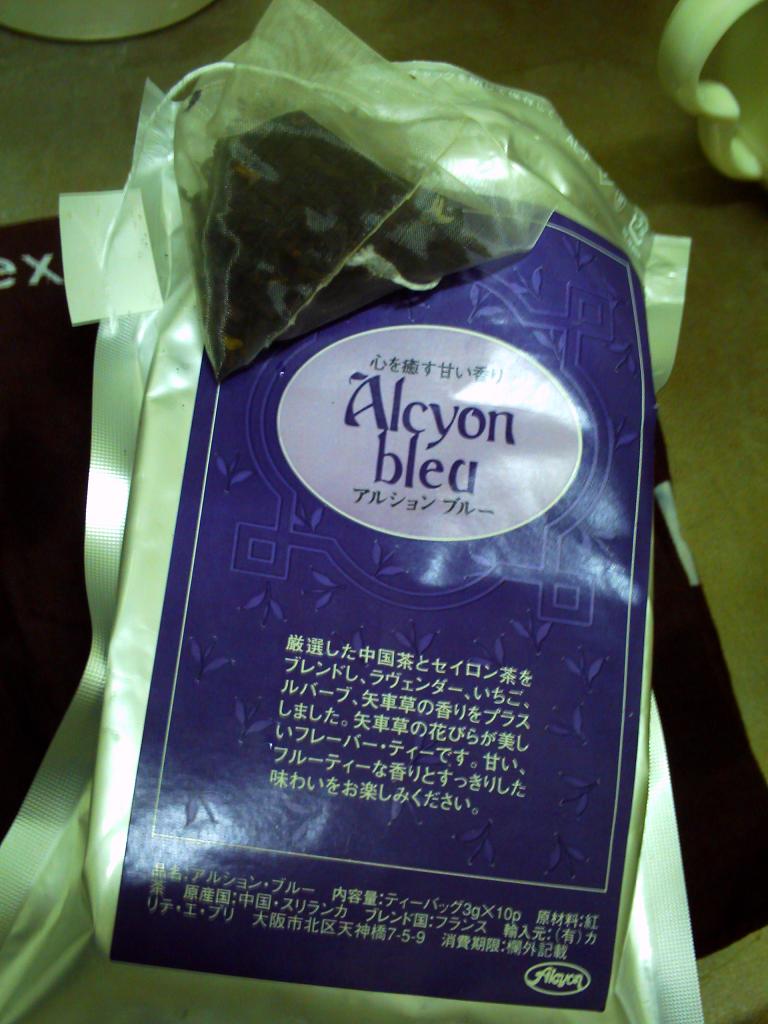 ex
心を癒す甘い香り
Alcyon
bleu
アルション ブルー
厳選した中国茶とセイロン茶を
ブレンドし、ラヴェンダー、いちご、
ルバーブ、矢車草の香りをプラス
しました。矢車草の花びらが美し
いフレーバー・ティーです。甘い、
フルーティーな香りとすっきりした
味わいをお楽しみください。
品名:アルション・ブルー 内容量:ティーバッグ3g×10p 原材料:紅
茶 原産国:中国・スリランカ ブレンド国:フランス 輸入元:(有)カ
リテ・エ・プリ 大阪市北区天神橋7-5-9 消費期限:欄外記載
Alcyon